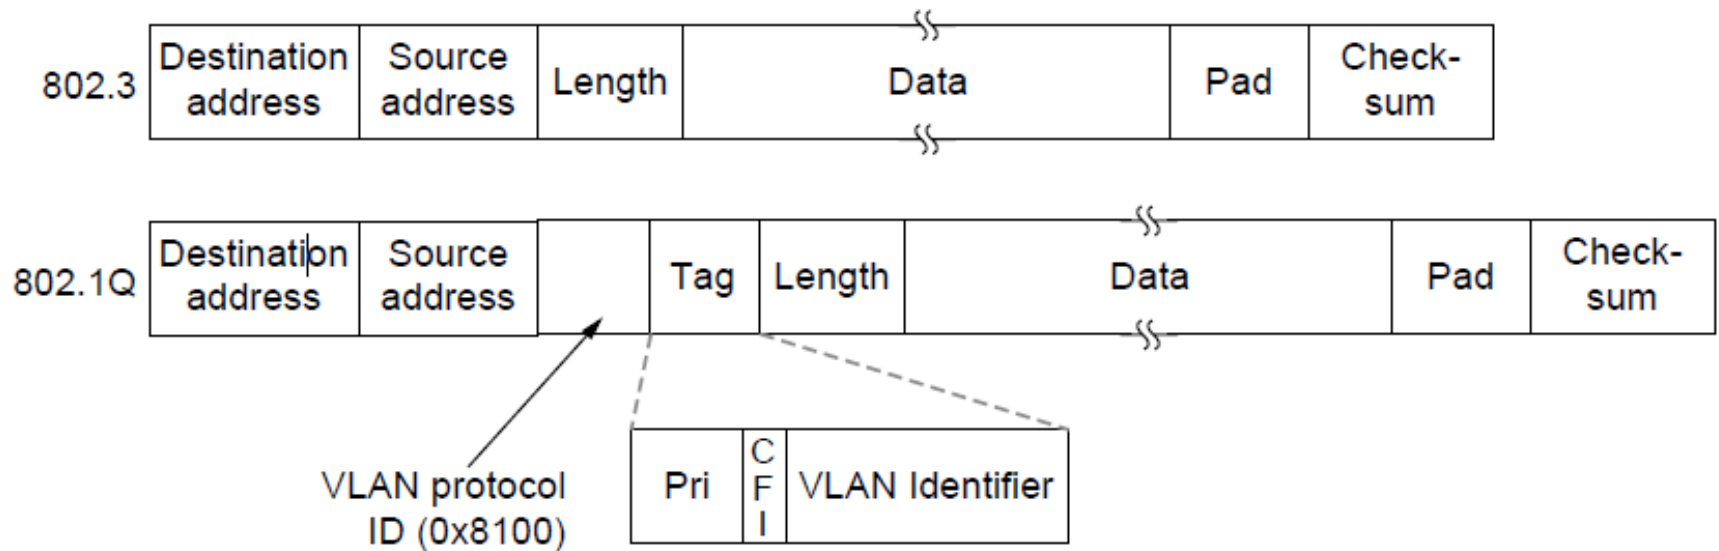 802.3
Destination
address
Source
address
Length
Data
Pad
Check-
sum
802.1Q
Destination
address
Source
address
Tag
Length
Data
Pad
Check-
sum
VLAN protocol
ID (0x8100)
Pri
C
F
I
VLAN Identifier